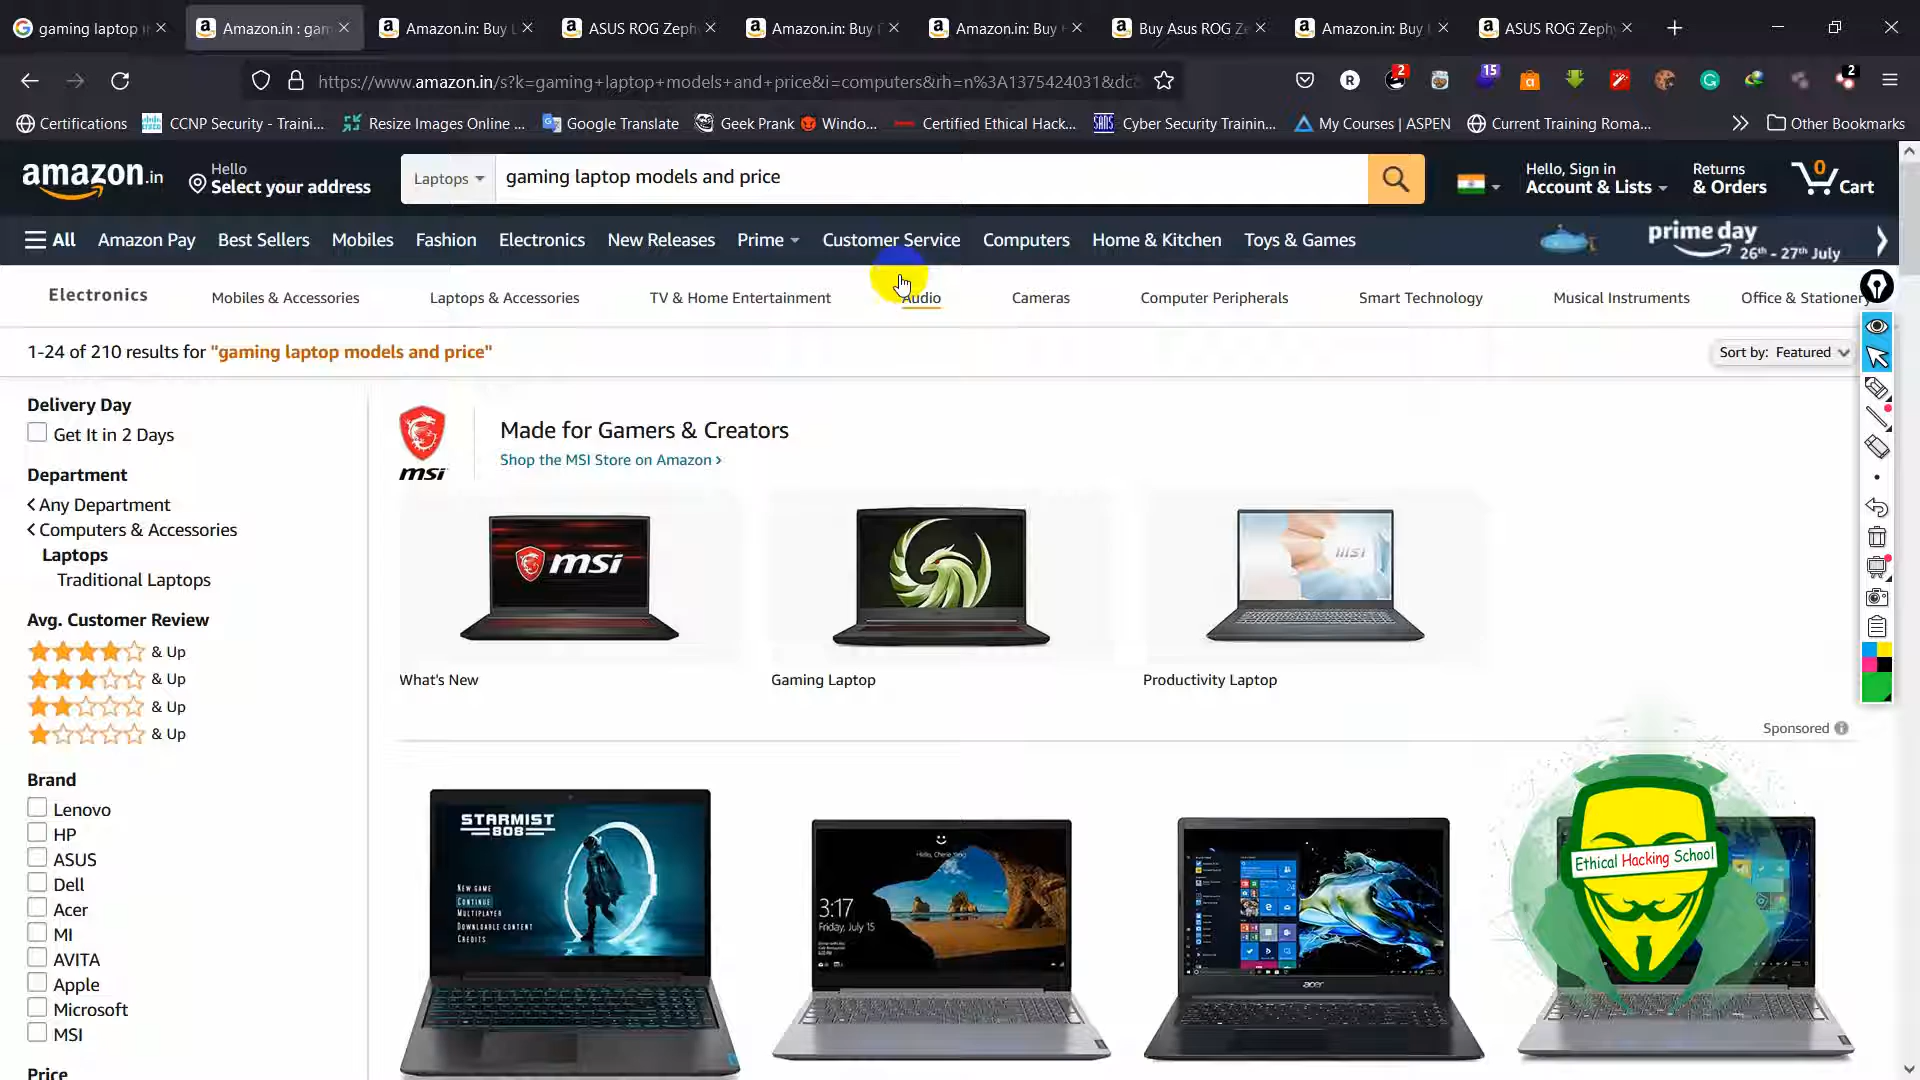 gaming laptop i
Amazon.in : gam
Amazon.in: Buy
ASUS ROG Zeph
Amazon.in: Buy
Amazon.in: Buy
Buy Asus ROG Ze
Amazon.in: Buy
ASUS ROG Zeph
https://www.amazon.in/s?k=gaming+laptop+models+and+price&i=computers&rh=n%3A1375424031&dc
2
15
2
Certifications
CCNP Security - Traini...
Resize Images Online ...
Google Translate
Geek Prank
Windo...
Certified Ethical Hack...
Cyber Security Trainin...
My Courses | ASPEN
Current Training Roma...
Other Bookmarks
amazon.in
Hello
Select your address
Laptops
gaming laptop models and price
Hello, Sign in
Account & Lists
Returns
& Orders
0
Cart
All
Amazon Pay
Best Sellers
Mobiles
Fashion
Electronics
New Releases
Prime
Customer Service
Computers
Home & Kitchen
Toys & Games
prime day
26th - 27th July
Electronics
Mobiles & Accessories
Laptops & Accessories
TV & Home Entertainment
Audio
Cameras
Computer Peripherals
Smart Technology
Musical Instruments
Office & Stationery
1-24 of 210 results for "gaming laptop models and price"
Sort by: Featured
Delivery Day
Get It in 2 Days
Department
Any Department
Computers & Accessories
Laptops
Traditional Laptops
Avg. Customer Review
& Up
& Up
& Up
& Up
Brand
Lenovo
HP
ASUS
Dell
Acer
MI
AVITA
Apple
Microsoft
MSI
Price
msi
Made for Gamers & Creators
Shop the MSI Store on Amazon ›
msi
msi
What's New
Gaming Laptop
Productivity Laptop
Sponsored
STARMIST
808
NEW GAME
CONTINUE
MULTIPLAYER
DOWNLOADABLE CONTENT
CREDITS
3:17
Friday, July 15
acer
Ethical Hacking School